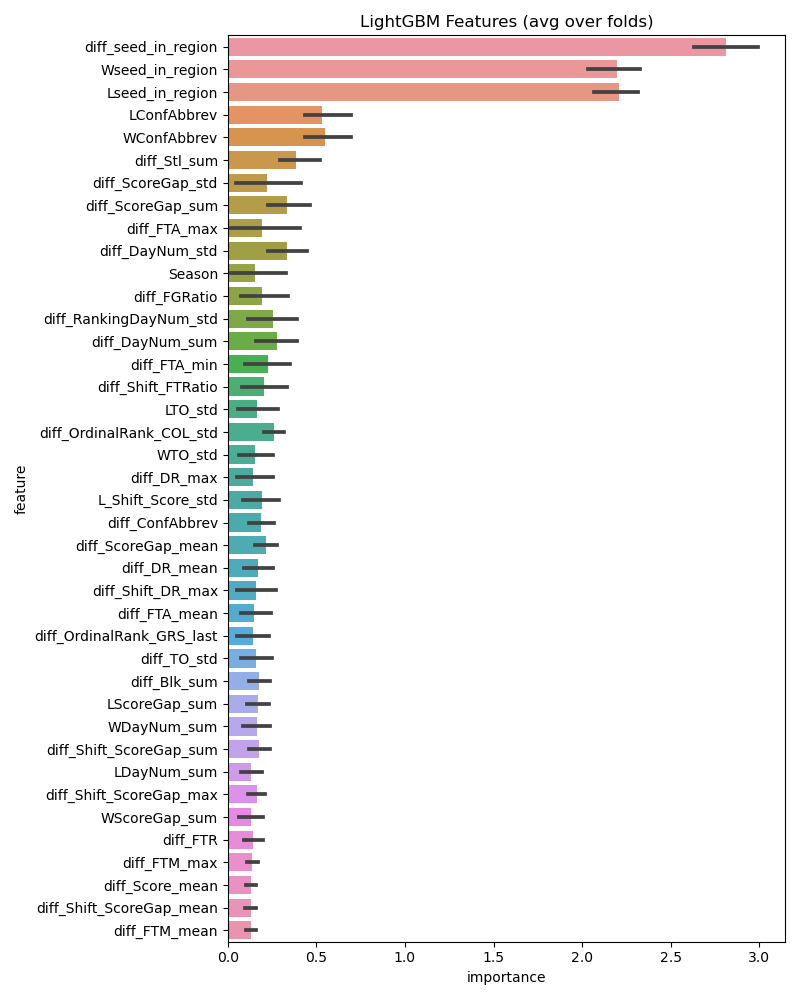 LightGBM Features (avg over folds)
diff_seed_in_region
Wseed_in_region
Lseed_in_region
LConfAbbrev
WConfAbbrev
diff_Stl_sum
diff_ScoreGap_std
diff_ScoreGap_sum
diff_FTA_max
diff_DayNum_std
Season
diff_FGRatio
diff_RankingDayNum_std
diff_DayNum_sum
diff_FTA_min
diff_Shift_FTRatio
LTO_std
diff_OrdinalRank_COL_std
WTO_std
diff_DR_max
L_Shift_Score_std
diff_ConfAbbrev
diff_ScoreGap_mean
diff_DR_mean
diff_Shift_DR_max
diff_FTA_mean
diff_OrdinalRank_GRS_last
diff_TO_std
diff_Blk_sum
LScoreGap_sum
WDayNum_sum
diff_Shift_ScoreGap_sum
LDayNum_sum
diff_Shift_ScoreGap_max
WScoreGap_sum
diff_FTR
diff_FTM_max
diff_Score_mean
diff_Shift_ScoreGap_mean
diff_FTM_mean
feature
0.0 0.5 1.0 1.5 2.0 2.5 3.0
importance